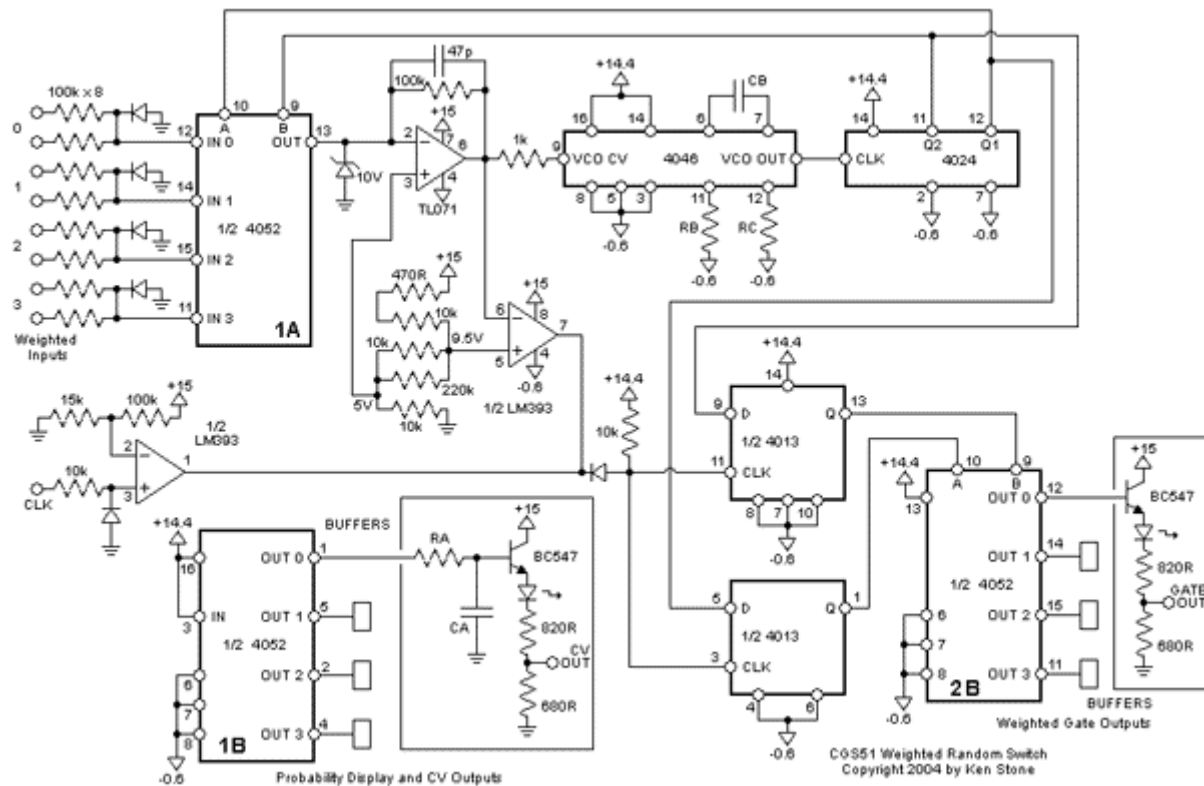 47p
100k
100k x 8
0
1
2
3
Weighted
Inputs
10
9
A
B
13
OUT
12
IN 0
14
IN 1
15
IN 2
11
IN 3
1/2 4052
1A
10V
+15
2
7
6
3
4
TL071
1k
+14.4
CB
16
14
6
7
9
VCO CV
4046
VCO OUT
8
5
3
11
12
-0.6
RB
RC
-0.6
-0.6
+14.4
14
11
12
Q2
Q1
CLK
4024
2
7
-0.6
-0.6
+15
470R
10k
10k
9.5V
220k
5V
10k
+15
6
8
7
5
4
-0.6
1/2 LM393
15k
100k
+15
1/2
LM393
2
1
3
10k
CLK
+14.4
10k
+14.4
14
9
D
Q
13
1/2 4013
11
CLK
8
7
10
-0.6
5
D
Q
1
1/2 4013
3
CLK
4
6
-0.6
+14.4
13
10
9
A
B
OUT 0
12
OUT 1
14
1/2 4052
OUT 2
15
6
7
8
OUT 3
11
2B
-0.6
+15
BC547
820R
GATE
OUT
680R
BUFFERS
Weighted Gate Outputs
+14.4
BUFFERS
16
OUT 0
1
IN
3
OUT 1
5
1/2 4052
OUT 2
2
6
7
8
OUT 3
4
1B
-0.6
RA
CA
+15
BC547
820R
CV
OUT
680R
Probability Display and CV Outputs
CGS51 Weighted Random Switch
Copyright 2004 by Ken Stone